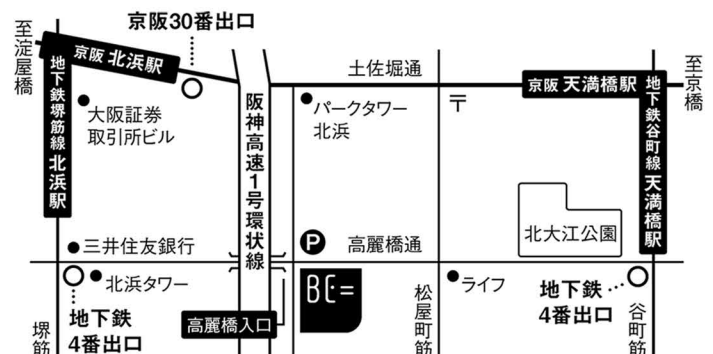 至淀屋橋
京阪 北浜駅
京阪30番出口
地下鉄堺筋線 北浜駅
大阪証券
取引所ビル
阪神高速1号環状線
土佐堀通
パークタワー
北浜
〒
京阪 天満橋駅
至京橋
地下鉄谷町線 天満橋駅
北大江公園
三井住友銀行
P
高麗橋通
北浜タワー
地下鉄
4番出口
堺筋
高麗橋入口
BE=
松屋町筋
ライフ
地下鉄
4番出口
谷町筋